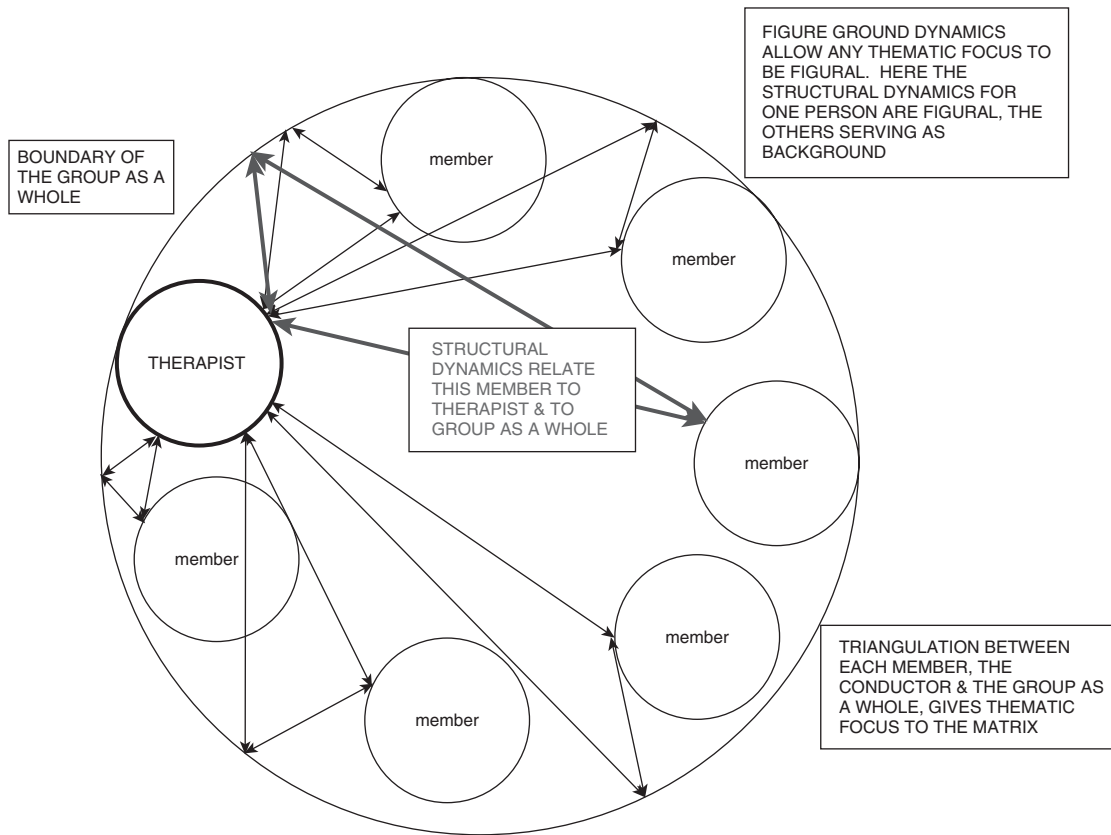 FIGURE GROUND DYNAMICS
ALLOW ANY THEMATIC FOCUS TO
BE FIGURAL. HERE THE
STRUCTURAL DYNAMICS FOR
ONE PERSON ARE FIGURAL, THE
OTHERS SERVING AS
BACKGROUND
BOUNDARY OF
THE GROUP AS A
WHOLE
member
member
THERAPIST
STRUCTURAL
DYNAMICS RELATE
THIS MEMBER TO
THERAPIST & TO
GROUP AS A WHOLE
member
member
member
member
TRIANGULATION BETWEEN
EACH MEMBER, THE
CONDUCTOR & THE GROUP AS
A WHOLE, GIVES THEMATIC
FOCUS TO THE MATRIX